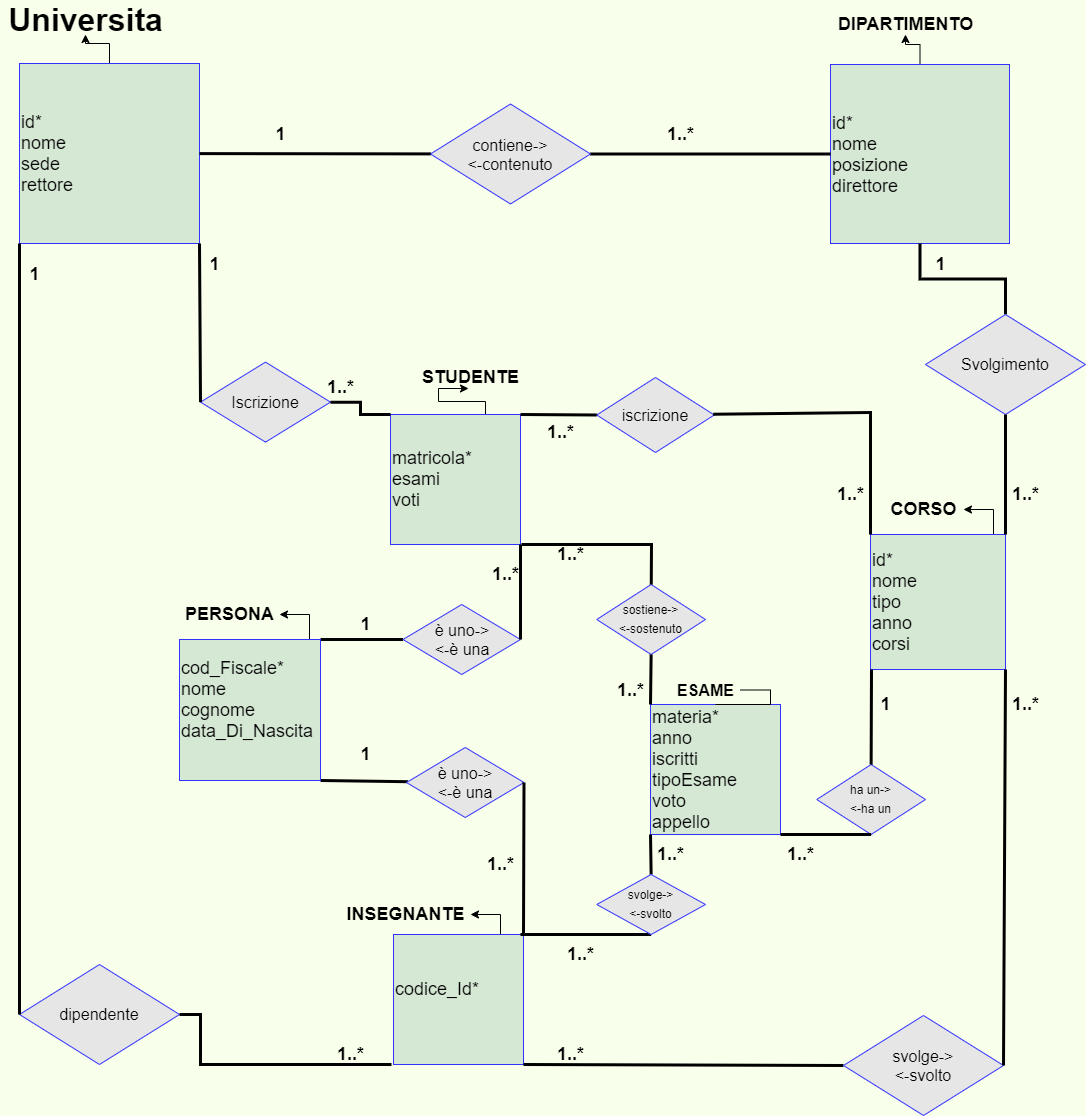 Universita
DIPARTIMENTO
id*
nome
sede
rettore
1
contiene->
<-contenuto
1..*
id*
nome
posizione
direttore
1
1
1
Svolgimento
Iscrizione
1..*
STUDENTE
matricola*
esami
voti
1..*
iscrizione
1..*
1..*
CORSO
id*
nome
tipo
anno
corsi
1..*
1..*
PERSONA
cod_Fiscale*
nome
cognome
data_Di_Nascita
1
è uno->
<-è una
sostiene->
<-sostenuto
1..*
ESAME
materia*
anno
iscritti
tipoEsame
voto
appello
1
1..*
1
è uno->
<-è una
ha un->
<-ha un
1..*
1..*
1..*
svolge->
<-svolto
INSEGNANTE
codice_Id*
1..*
dipendente
1..*
1..*
svolge->
<-svolto